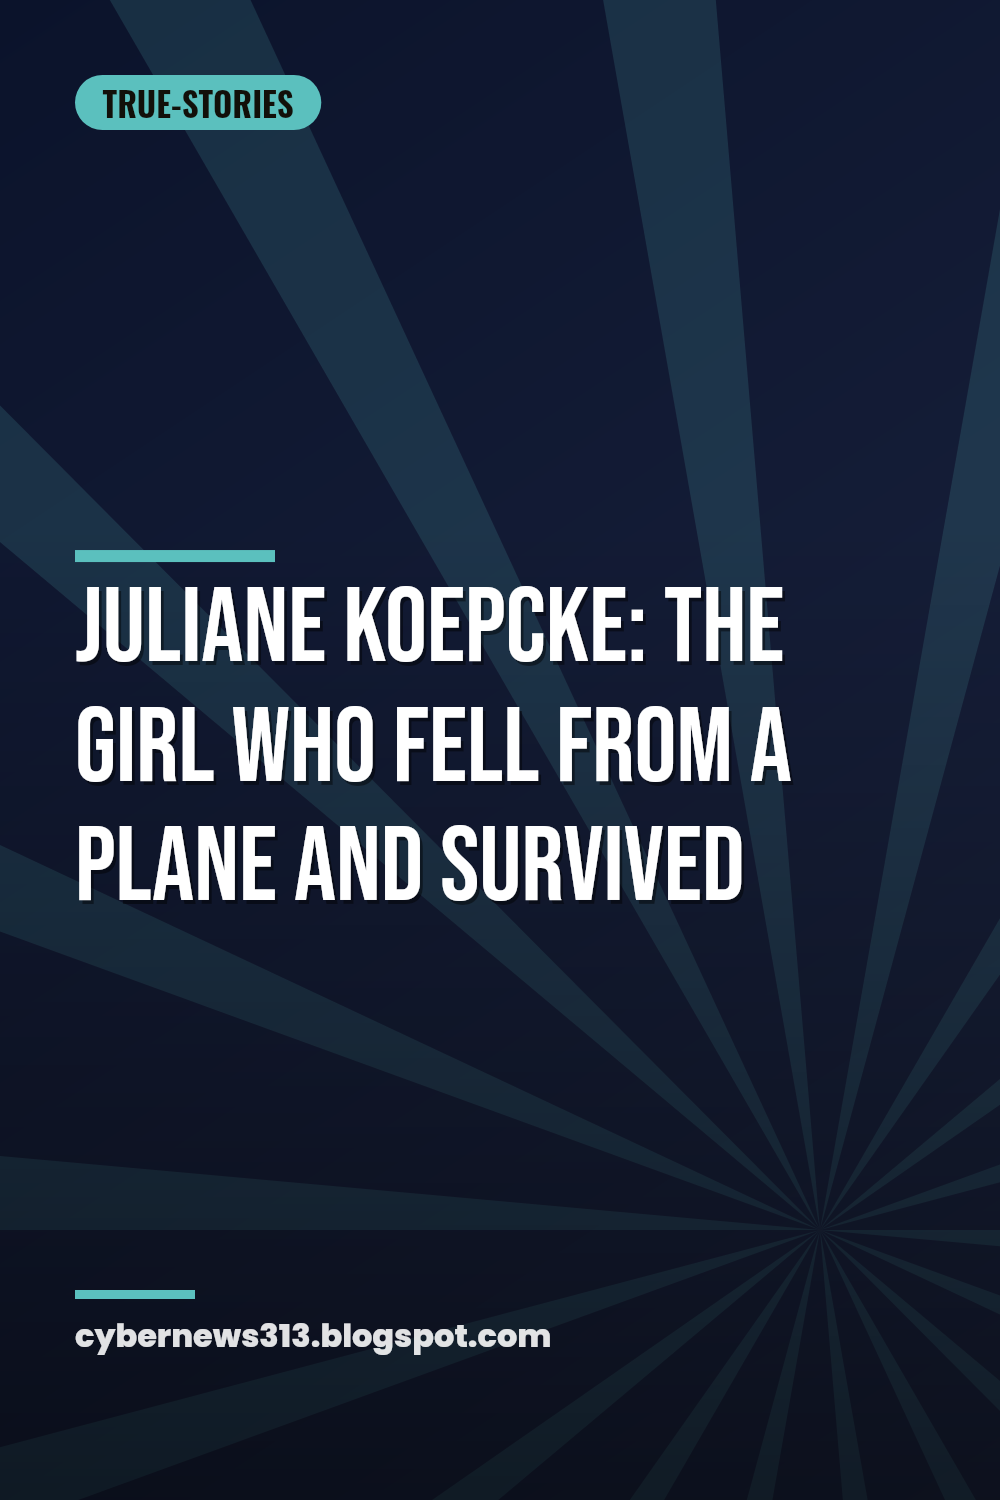 TRUE-STORIES
JULIANE KOEPCKE: THE
GIRL WHO FELL FROM A
PLANE AND SURVIVED
cybernews313.blogspot.com